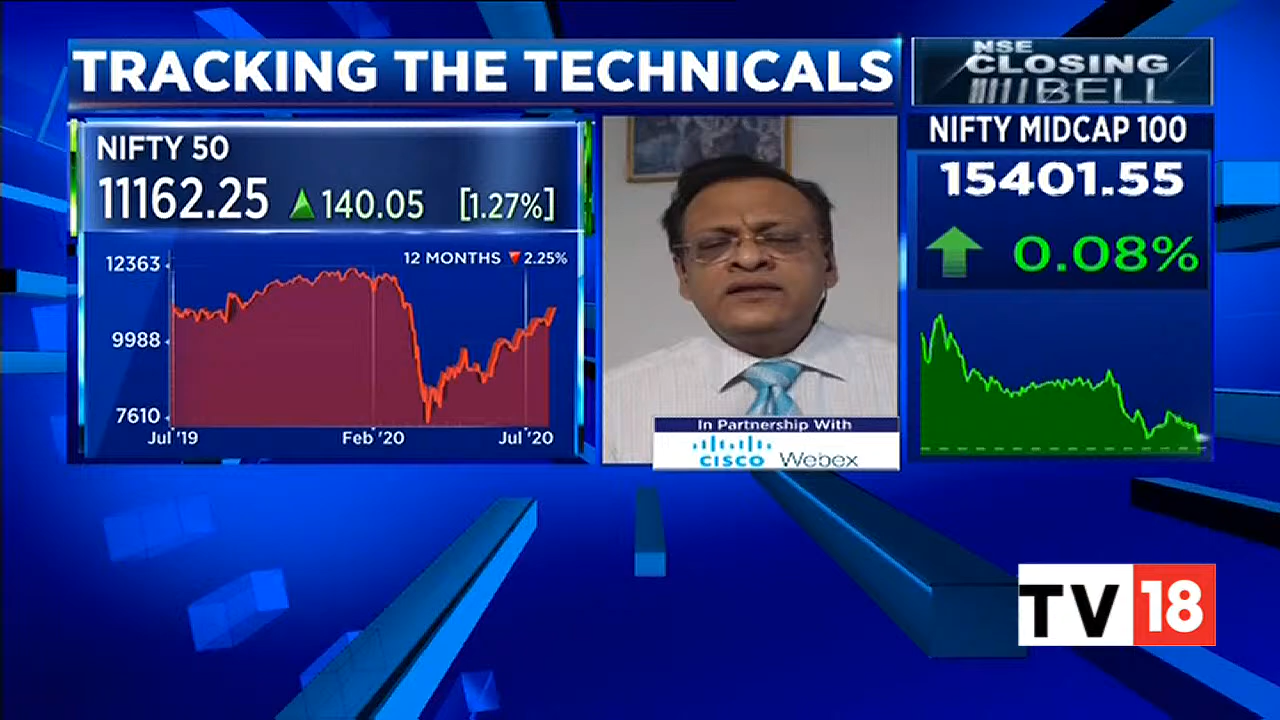 TRACKING THE TECHNICALS
NSE
CLOSING
BELL
NIFTY 50
11162.25 ▲ 140.05 [1.27%]
12 MONTHS ▼ 2.25%
12363
9988
7610
Jul '19 Feb '20 Jul '20
In Partnership With
CISCO Webex
NIFTY MIDCAP 100
15401.55
0.08%
TV 18